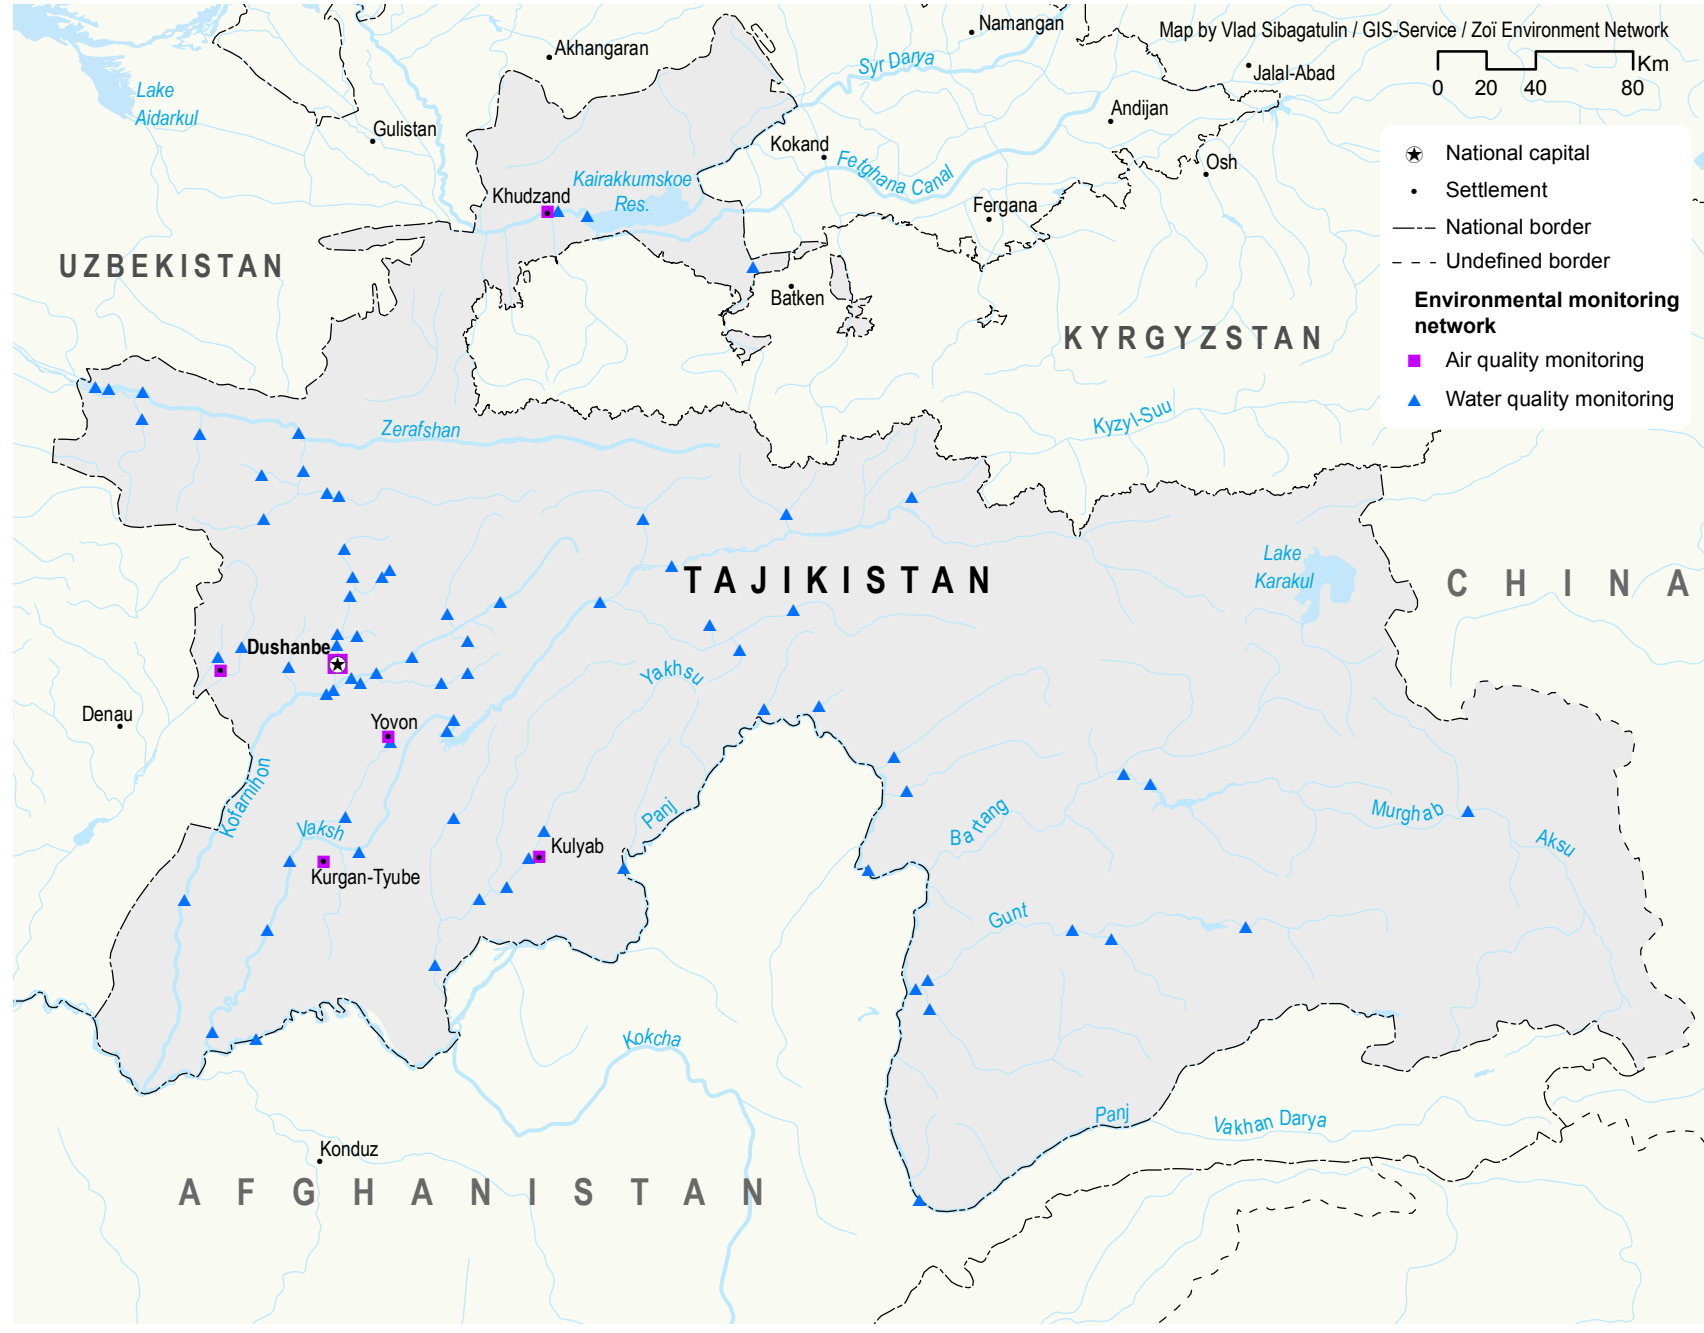 Namangan
Map by Vlad Sibagatulin / GIS-Service / Zoï Environment Network
Akhangaran
Syr Darya
Jalal-Abad
Km
0 20 40 80
Lake
Aidarkul
Gulistan
Andijan
Kokand
Osh
Fefghana Canal
Khudzand
Kairakkumskoe
Res.
Fergana
National capital
Settlement
National border
Undefined border
Environmental monitoring
network
Air quality monitoring
Water quality monitoring
UZBEKISTAN
Batken
KYRGYZSTAN
Zerafshan
Kyzyl-Suu
TAJIKISTAN
Lake
Karakul
CHINA
Dushanbe
Yakhsu
Denau
Yovon
Kofarnihon
Vaksh
Panj
Bartang
Murghab
Aksu
Kulyab
Kurgan-Tyube
Gunt
Kokcha
Panj
Vakhan Darya
Konduz
AFGHANISTAN